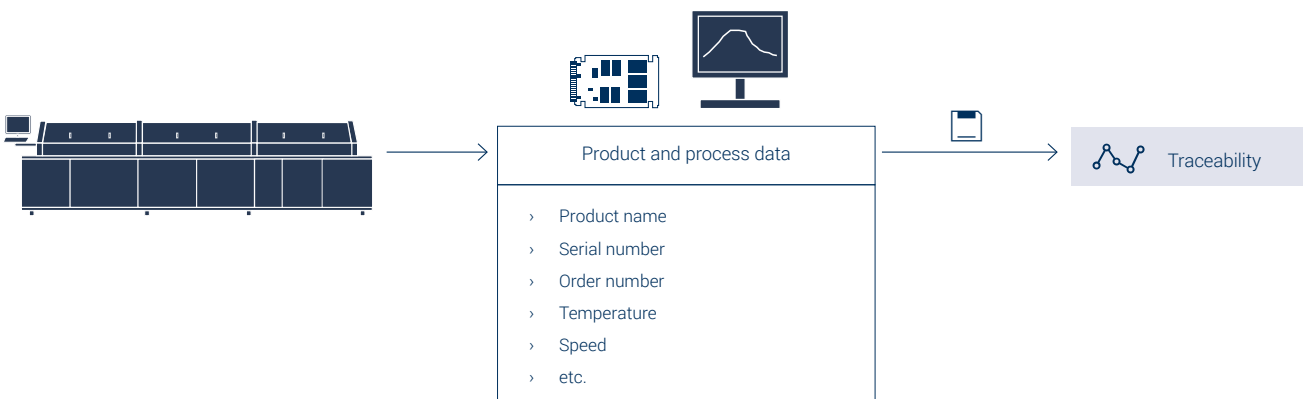 Product and process data
Traceability
› Product name
› Serial number
› Order number
› Temperature
› Speed
› etc.